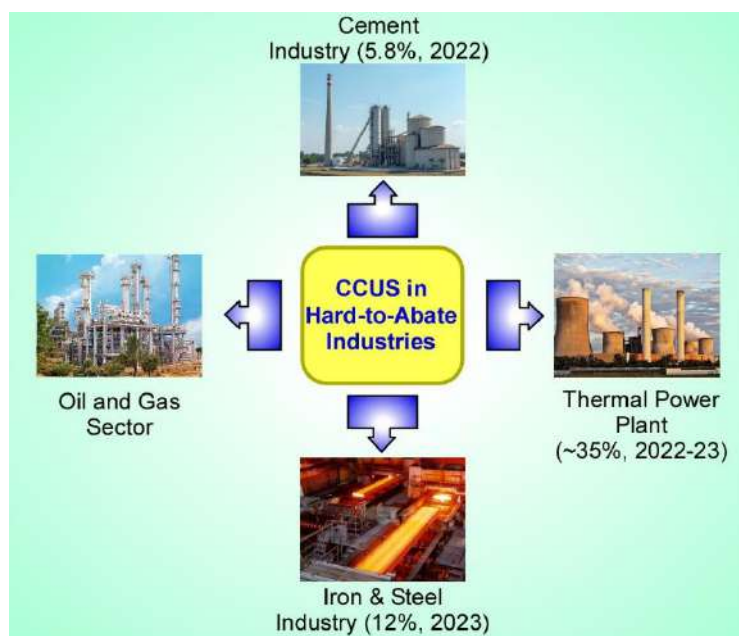 Cement
Industry (5.8%, 2022)
CCUS in
Hard-to-Abate
Industries
Oil and Gas
Sector
Thermal Power
Plant
(~35%, 2022-23)
Iron & Steel
Industry (12%, 2023)